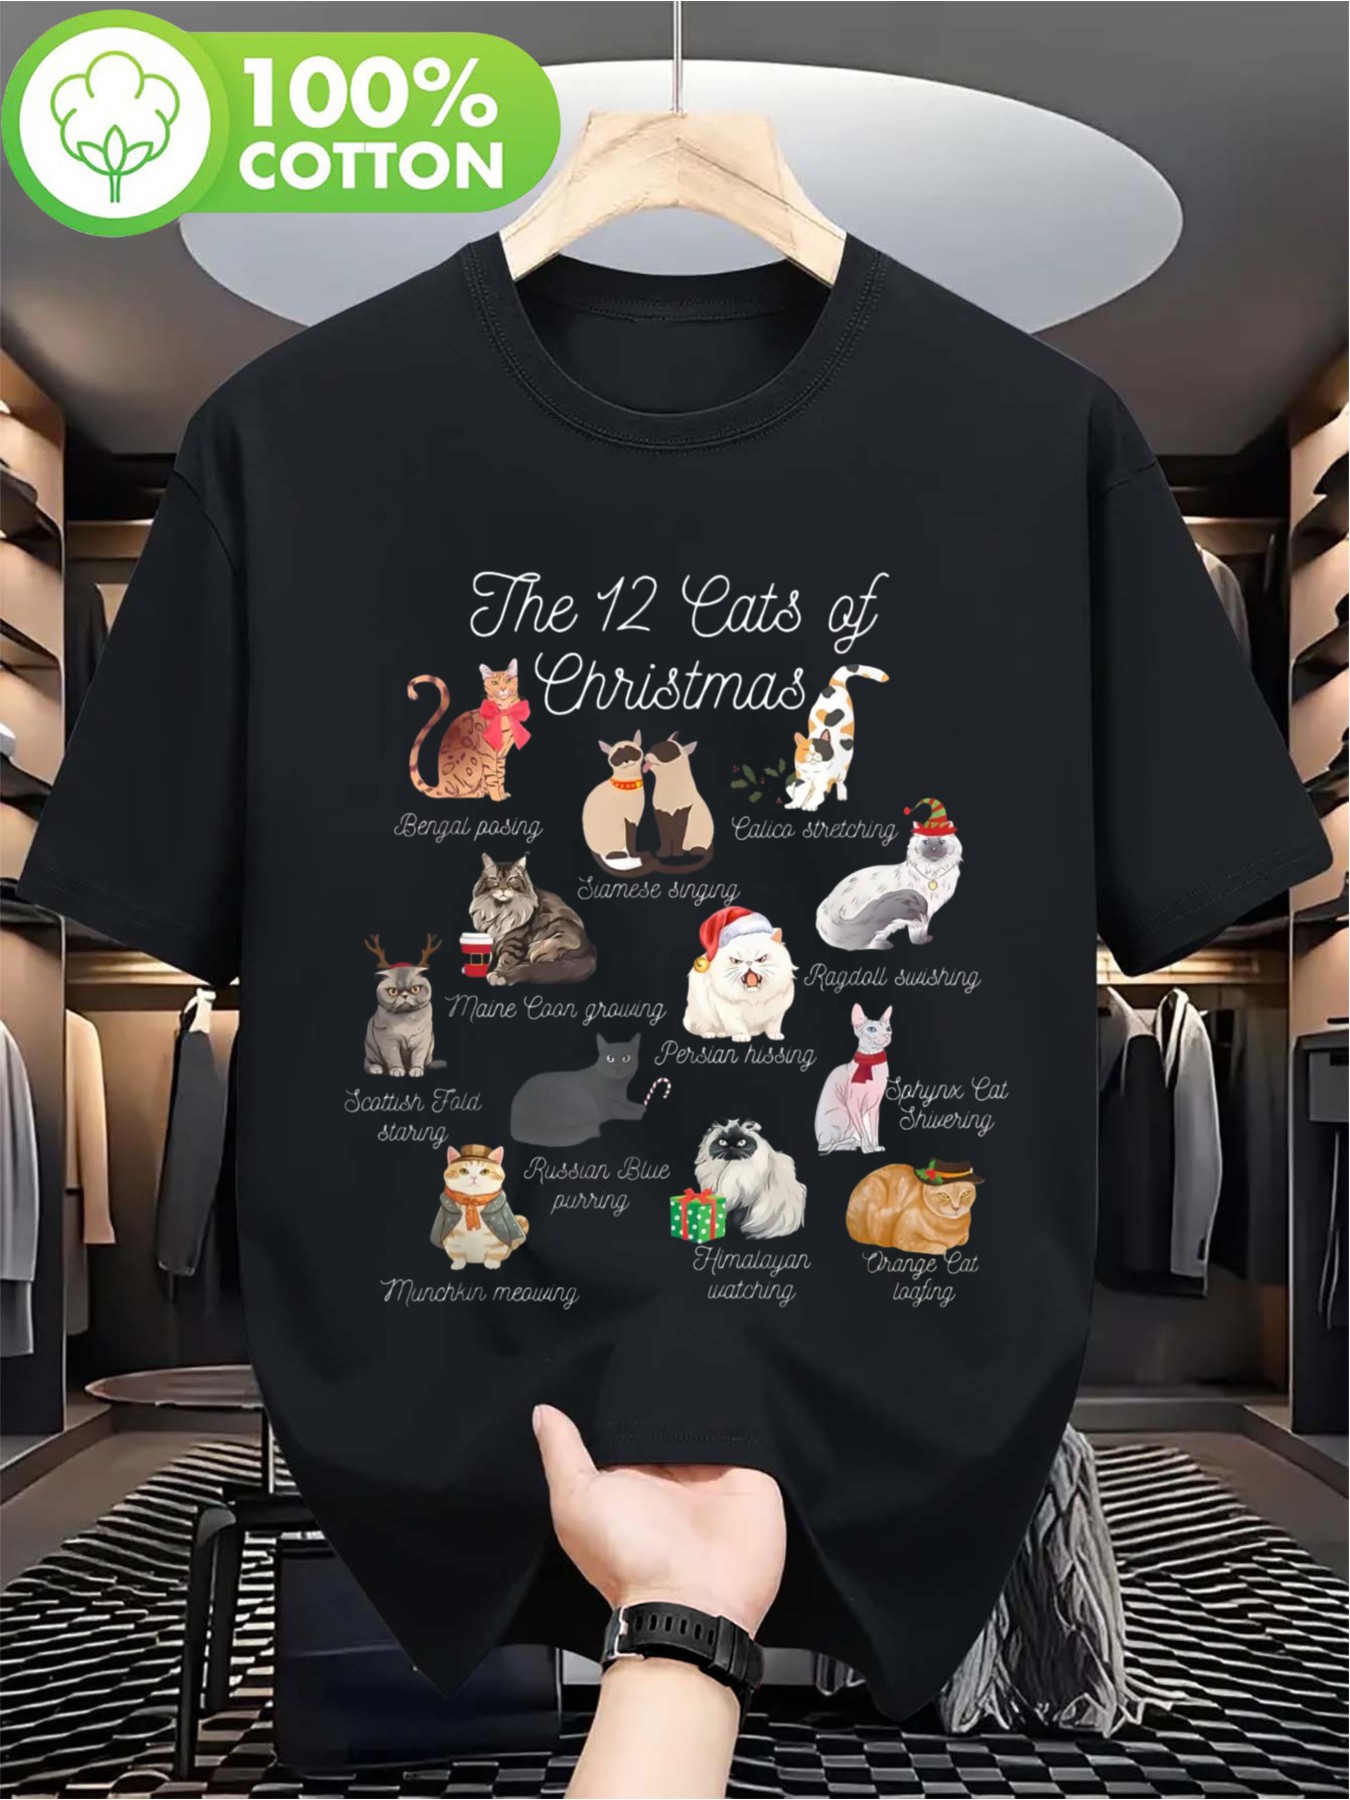 100%
COTTON
The 12 Cats of
Christmas
Bengal posing
Calico stretching
Siamese singing
Ragdoll swishing
Maine Coon growing
Persian hissing
Scottish Fold
staring
Sphynx Cat
Shivering
Russian Blue
purring
Himalayan
watching
Orange Cat
loafing
Munchkin meowing